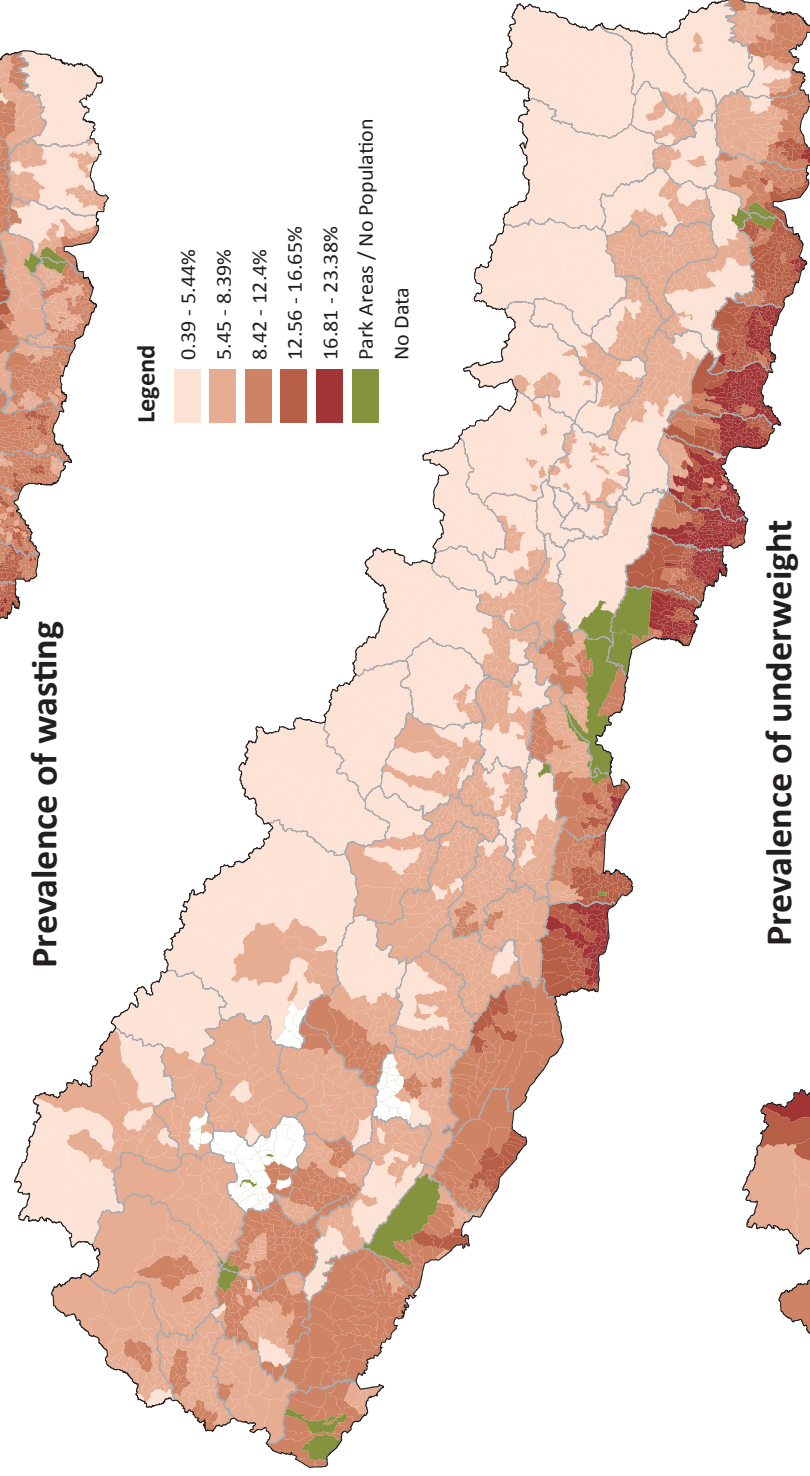 Prevalence of wasting
Legend
0.39 - 5.44%
5.45 - 8.39%
8.42 - 12.4%
12.56 - 16.65%
16.81 - 23.38%
Park Areas / No Population
No Data
Prevalence of underweight